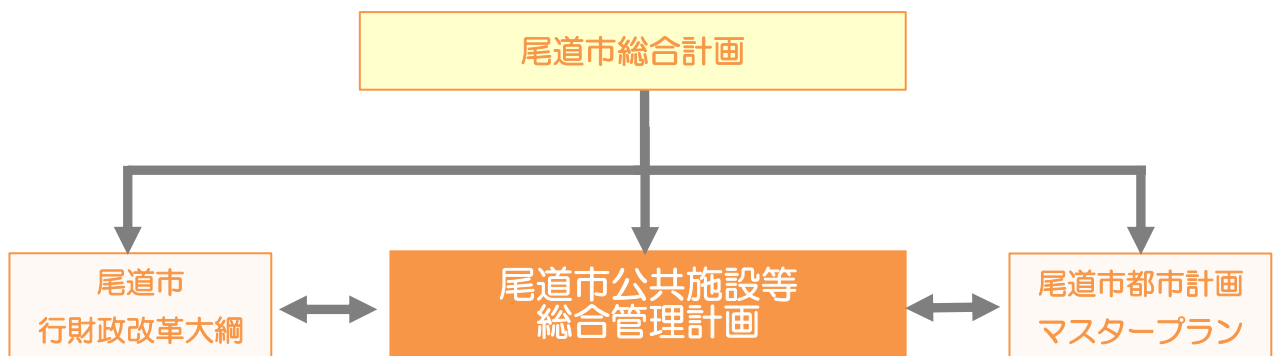 尾道市総合計画
尾道市
行財政改革大綱
尾道市公共施設等
総合管理計画
尾道市都市計画
マスタープラン